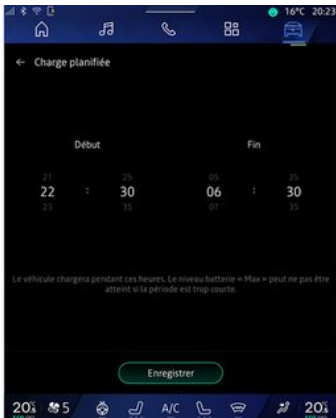 16°C 20:23
← Charge planifiée
Début Fin
21 25 05 25
22 : 30 06 : 30
23 35 07 35
Le véhicule chargera pendant ces heures. Le niveau batterie « Max » peut ne pas être
atteint si la période est trop courte.
Enregistrer
20⁵ 5 A/C 20⁵